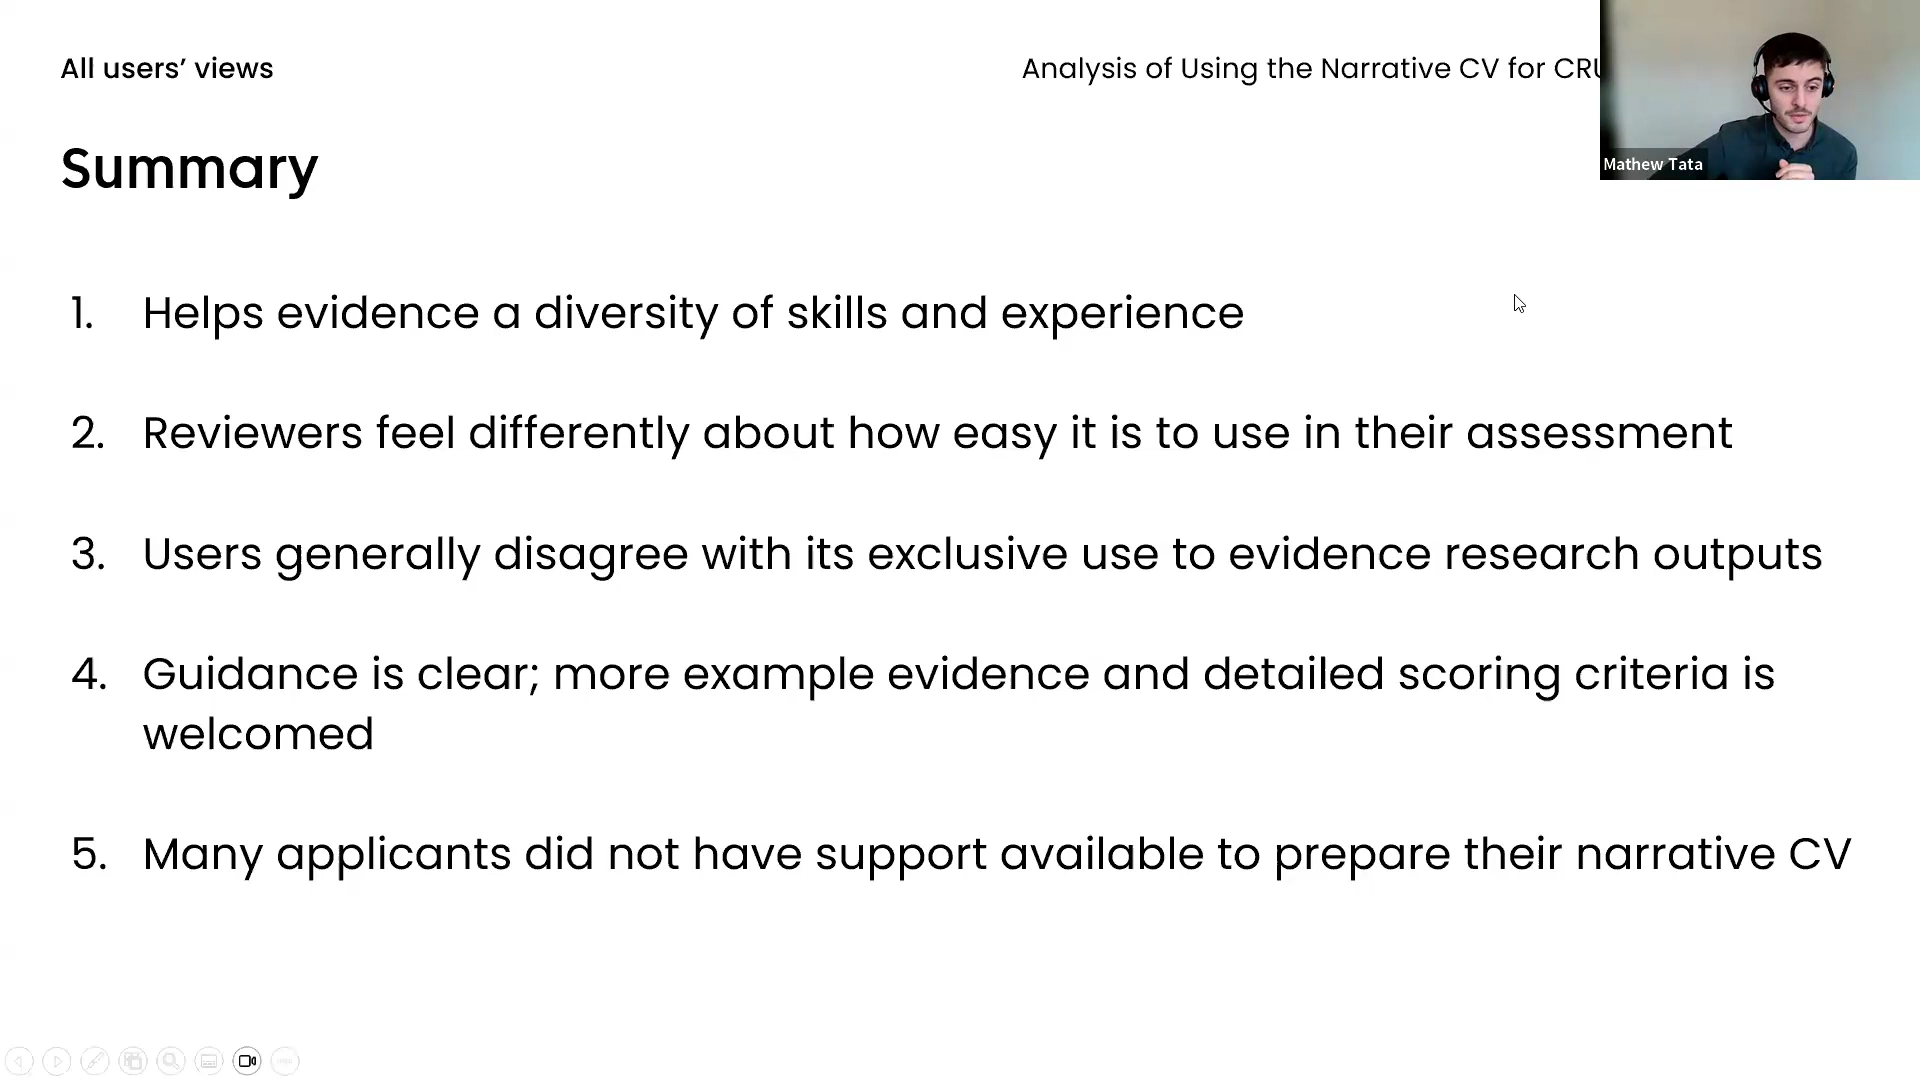 All users’ views
Analysis of Using the Narrative CV for CRU
Mathew Tata
Summary
1. Helps evidence a diversity of skills and experience
2. Reviewers feel differently about how easy it is to use in their assessment
3. Users generally disagree with its exclusive use to evidence research outputs
4. Guidance is clear; more example evidence and detailed scoring criteria is
welcomed
5. Many applicants did not have support available to prepare their narrative CV